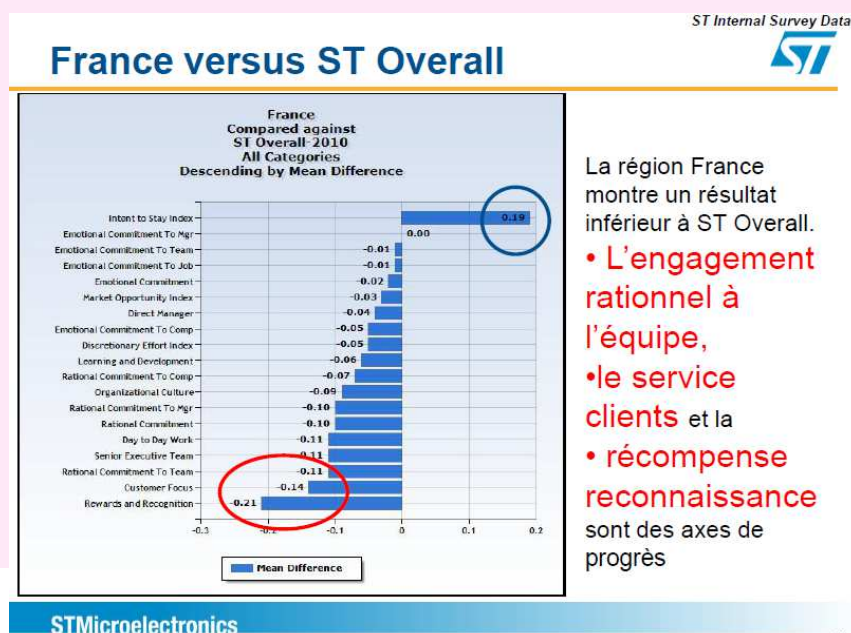 ST Internal Survey Data
ST
France versus ST Overall
France
Compared against
ST Overall-2010
All Categories
Descending by Mean Difference
Intent to Stay Index 0.19
Emotional Commitment To Mgr 0.00
Emotional Commitment To Team -0.01
Emotional Commitment To Job -0.01
Emotional Commitment -0.02
Market Opportunity Index -0.03
Direct Manager -0.04
Emotional Commitment To Comp -0.05
Discretionary Effort Index -0.05
Learning and Development -0.06
Rational Commitment To Comp -0.07
Organizational Culture -0.09
Rational Commitment To Mgr -0.10
Rational Commitment -0.10
Day to Day Work -0.11
Senior Executive Team -0.11
Rational Commitment To Team -0.11
Customer Focus -0.14
Rewards and Recognition -0.21
-0.3 -0.2 -0.1 0 0.1 0.2
Mean Difference
La région France
montre un résultat
inférieur à ST Overall.
• L'engagement
rationnel à
l'équipe,
•le service
clients et la
• récompense
reconnaissance
sont des axes de
progrès
STMicroelectronics